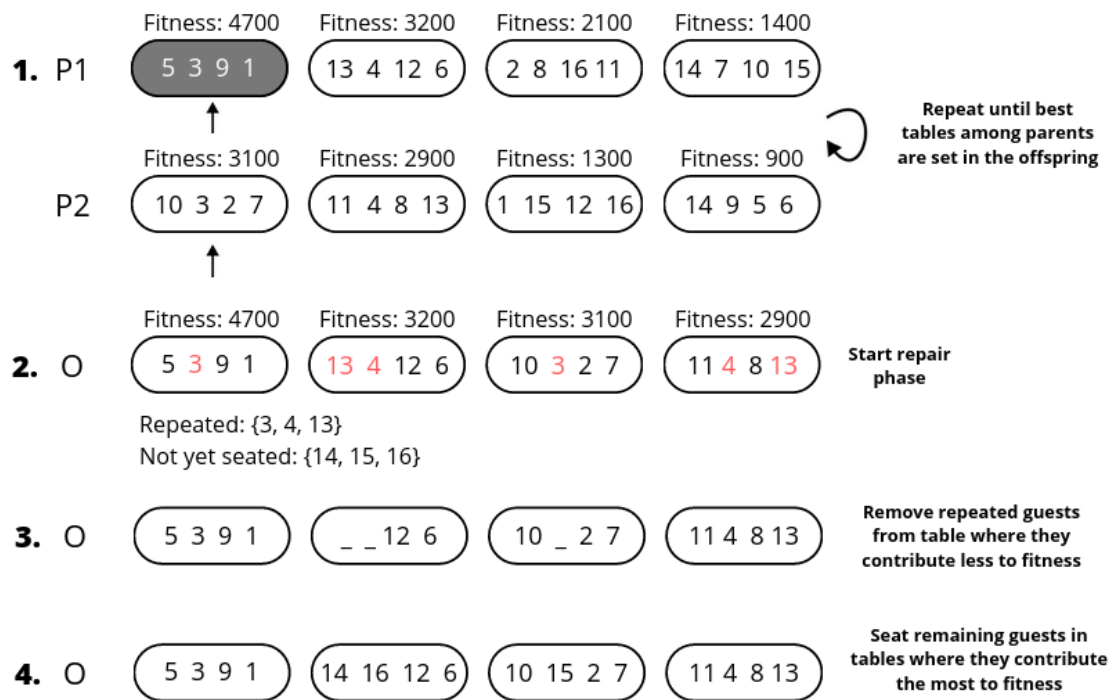 Fitness: 4700 Fitness: 3200 Fitness: 2100 Fitness: 1400
1. P1 5 3 9 1 13 4 12 6 2 8 16 11 14 7 10 15
Repeat until best
tables among parents
are set in the offspring
Fitness: 3100 Fitness: 2900 Fitness: 1300 Fitness: 900
P2 10 3 2 7 11 4 8 13 1 15 12 16 14 9 5 6
Fitness: 4700 Fitness: 3200 Fitness: 3100 Fitness: 2900
2. O 5 3 9 1 13 4 12 6 10 3 2 7 11 4 8 13
Start repair
phase
Repeated: {3, 4, 13}
Not yet seated: {14, 15, 16}
3. O 5 3 9 1 _ _ 12 6 10 _ 2 7 11 4 8 13
Remove repeated guests
from table where they
contribute less to fitness
4. O 5 3 9 1 14 16 12 6 10 15 2 7 11 4 8 13
Seat remaining guests in
tables where they contribute
the most to fitness